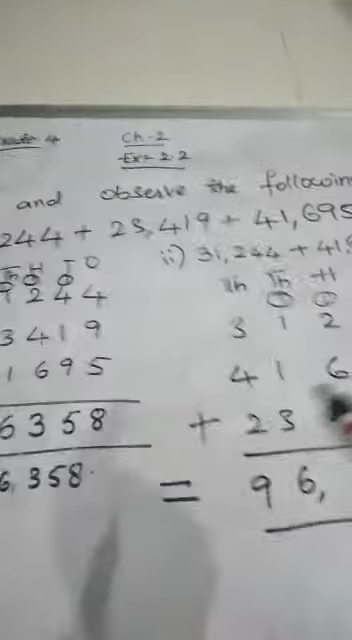 Ch-2
Ex-2.2
and observe the following
244 + 23,419 + 41,695
ii) 31,244 + 41,
H T O
1 2 4 4
3 4 1 9
1 6 9 5
6 3 5 8
6,358.
Th Th H
3 1 2
4 1 6
+ 2 3
= 9 6,